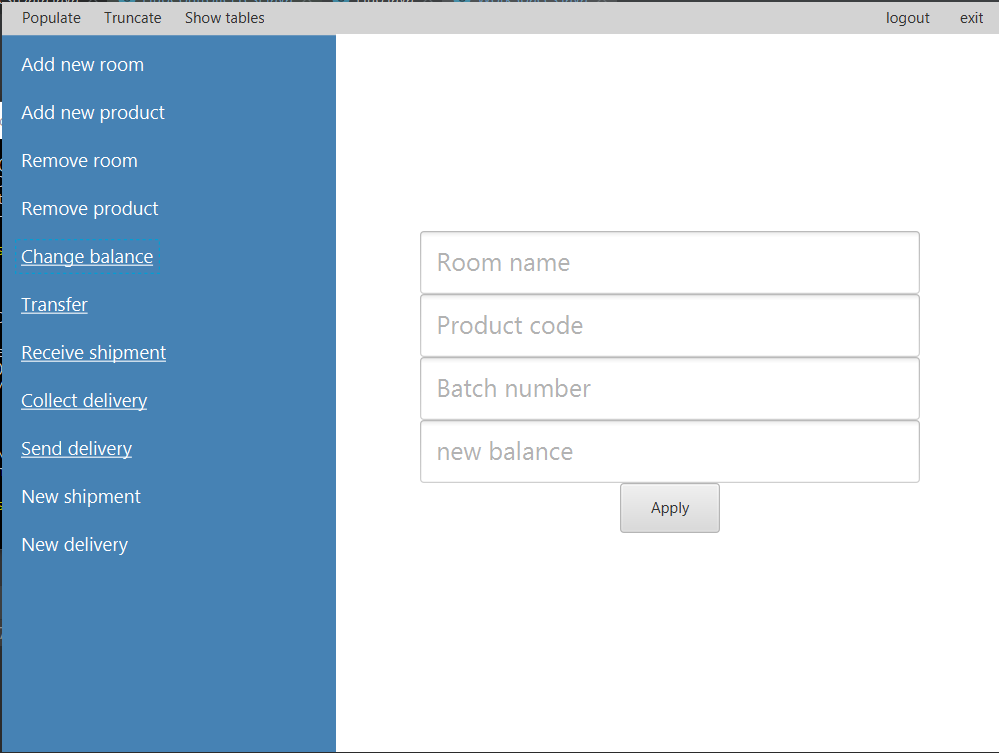 Populate Truncate Show tables logout exit
Add new room
Add new product
Remove room
Remove product
Change balance
Transfer
Receive shipment
Collect delivery
Send delivery
New shipment
New delivery
Room name
Product code
Batch number
new balance
Apply